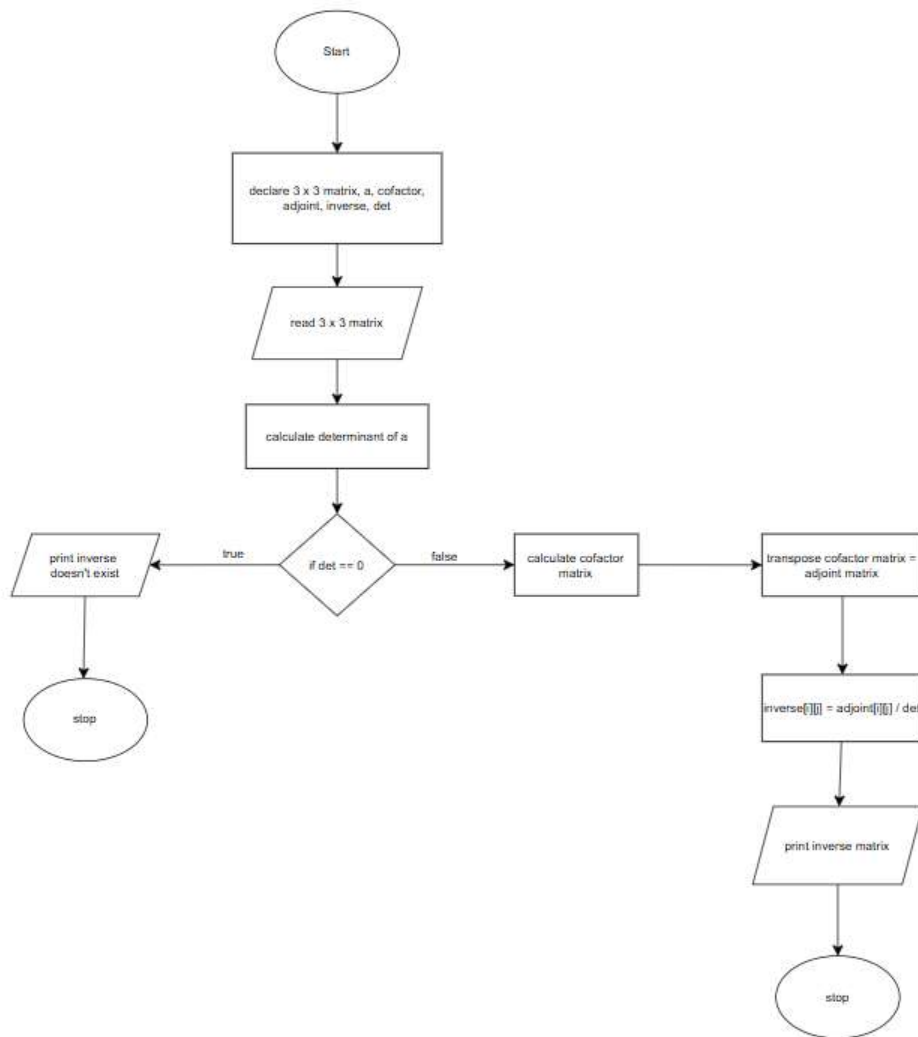 Start
declare 3 x 3 matrix, a, cofactor,
adjoint, inverse, det
read 3 x 3 matrix
calculate determinant of a
if det == 0
true
false
print inverse
doesn't exist
stop
calculate cofactor
matrix
transpose cofactor matrix =
adjoint matrix
inverse[i][j] = adjoint[i][j] / det
print inverse matrix
stop